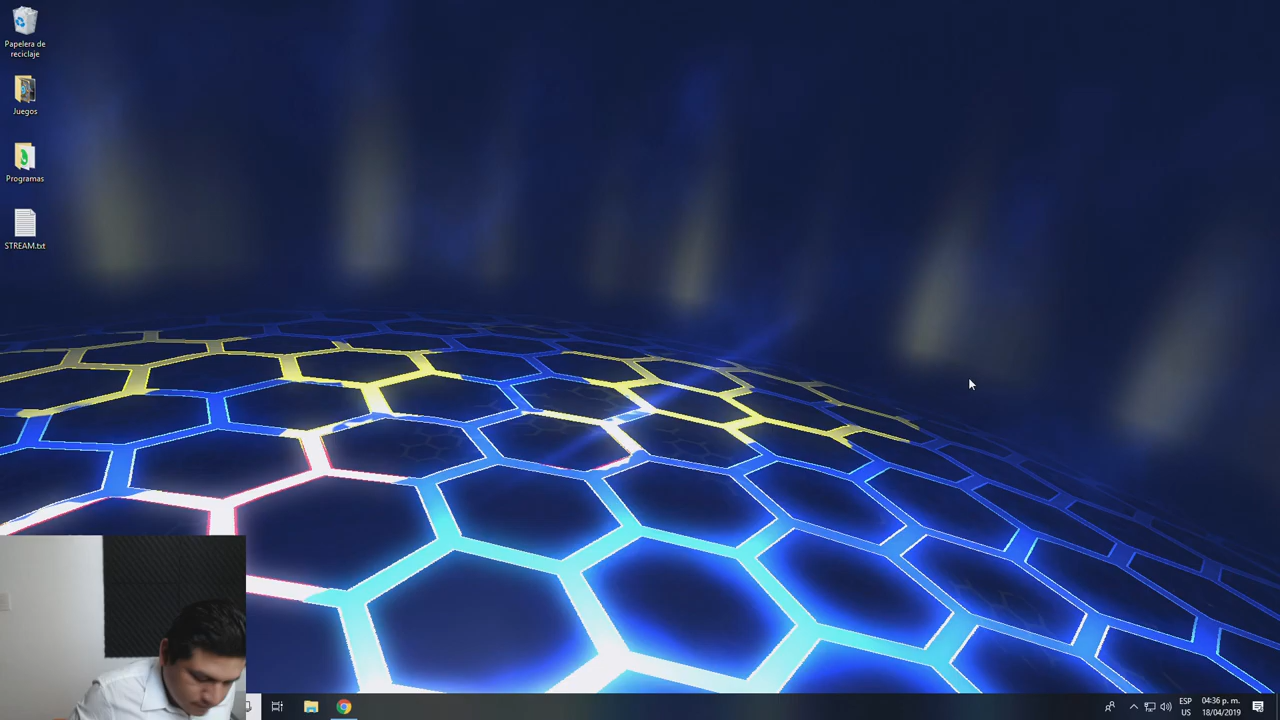 Papelera de
reciclaje
Juegos
Programas
STREAM.txt
ESP
US
04:36 p. m.
18/04/2019